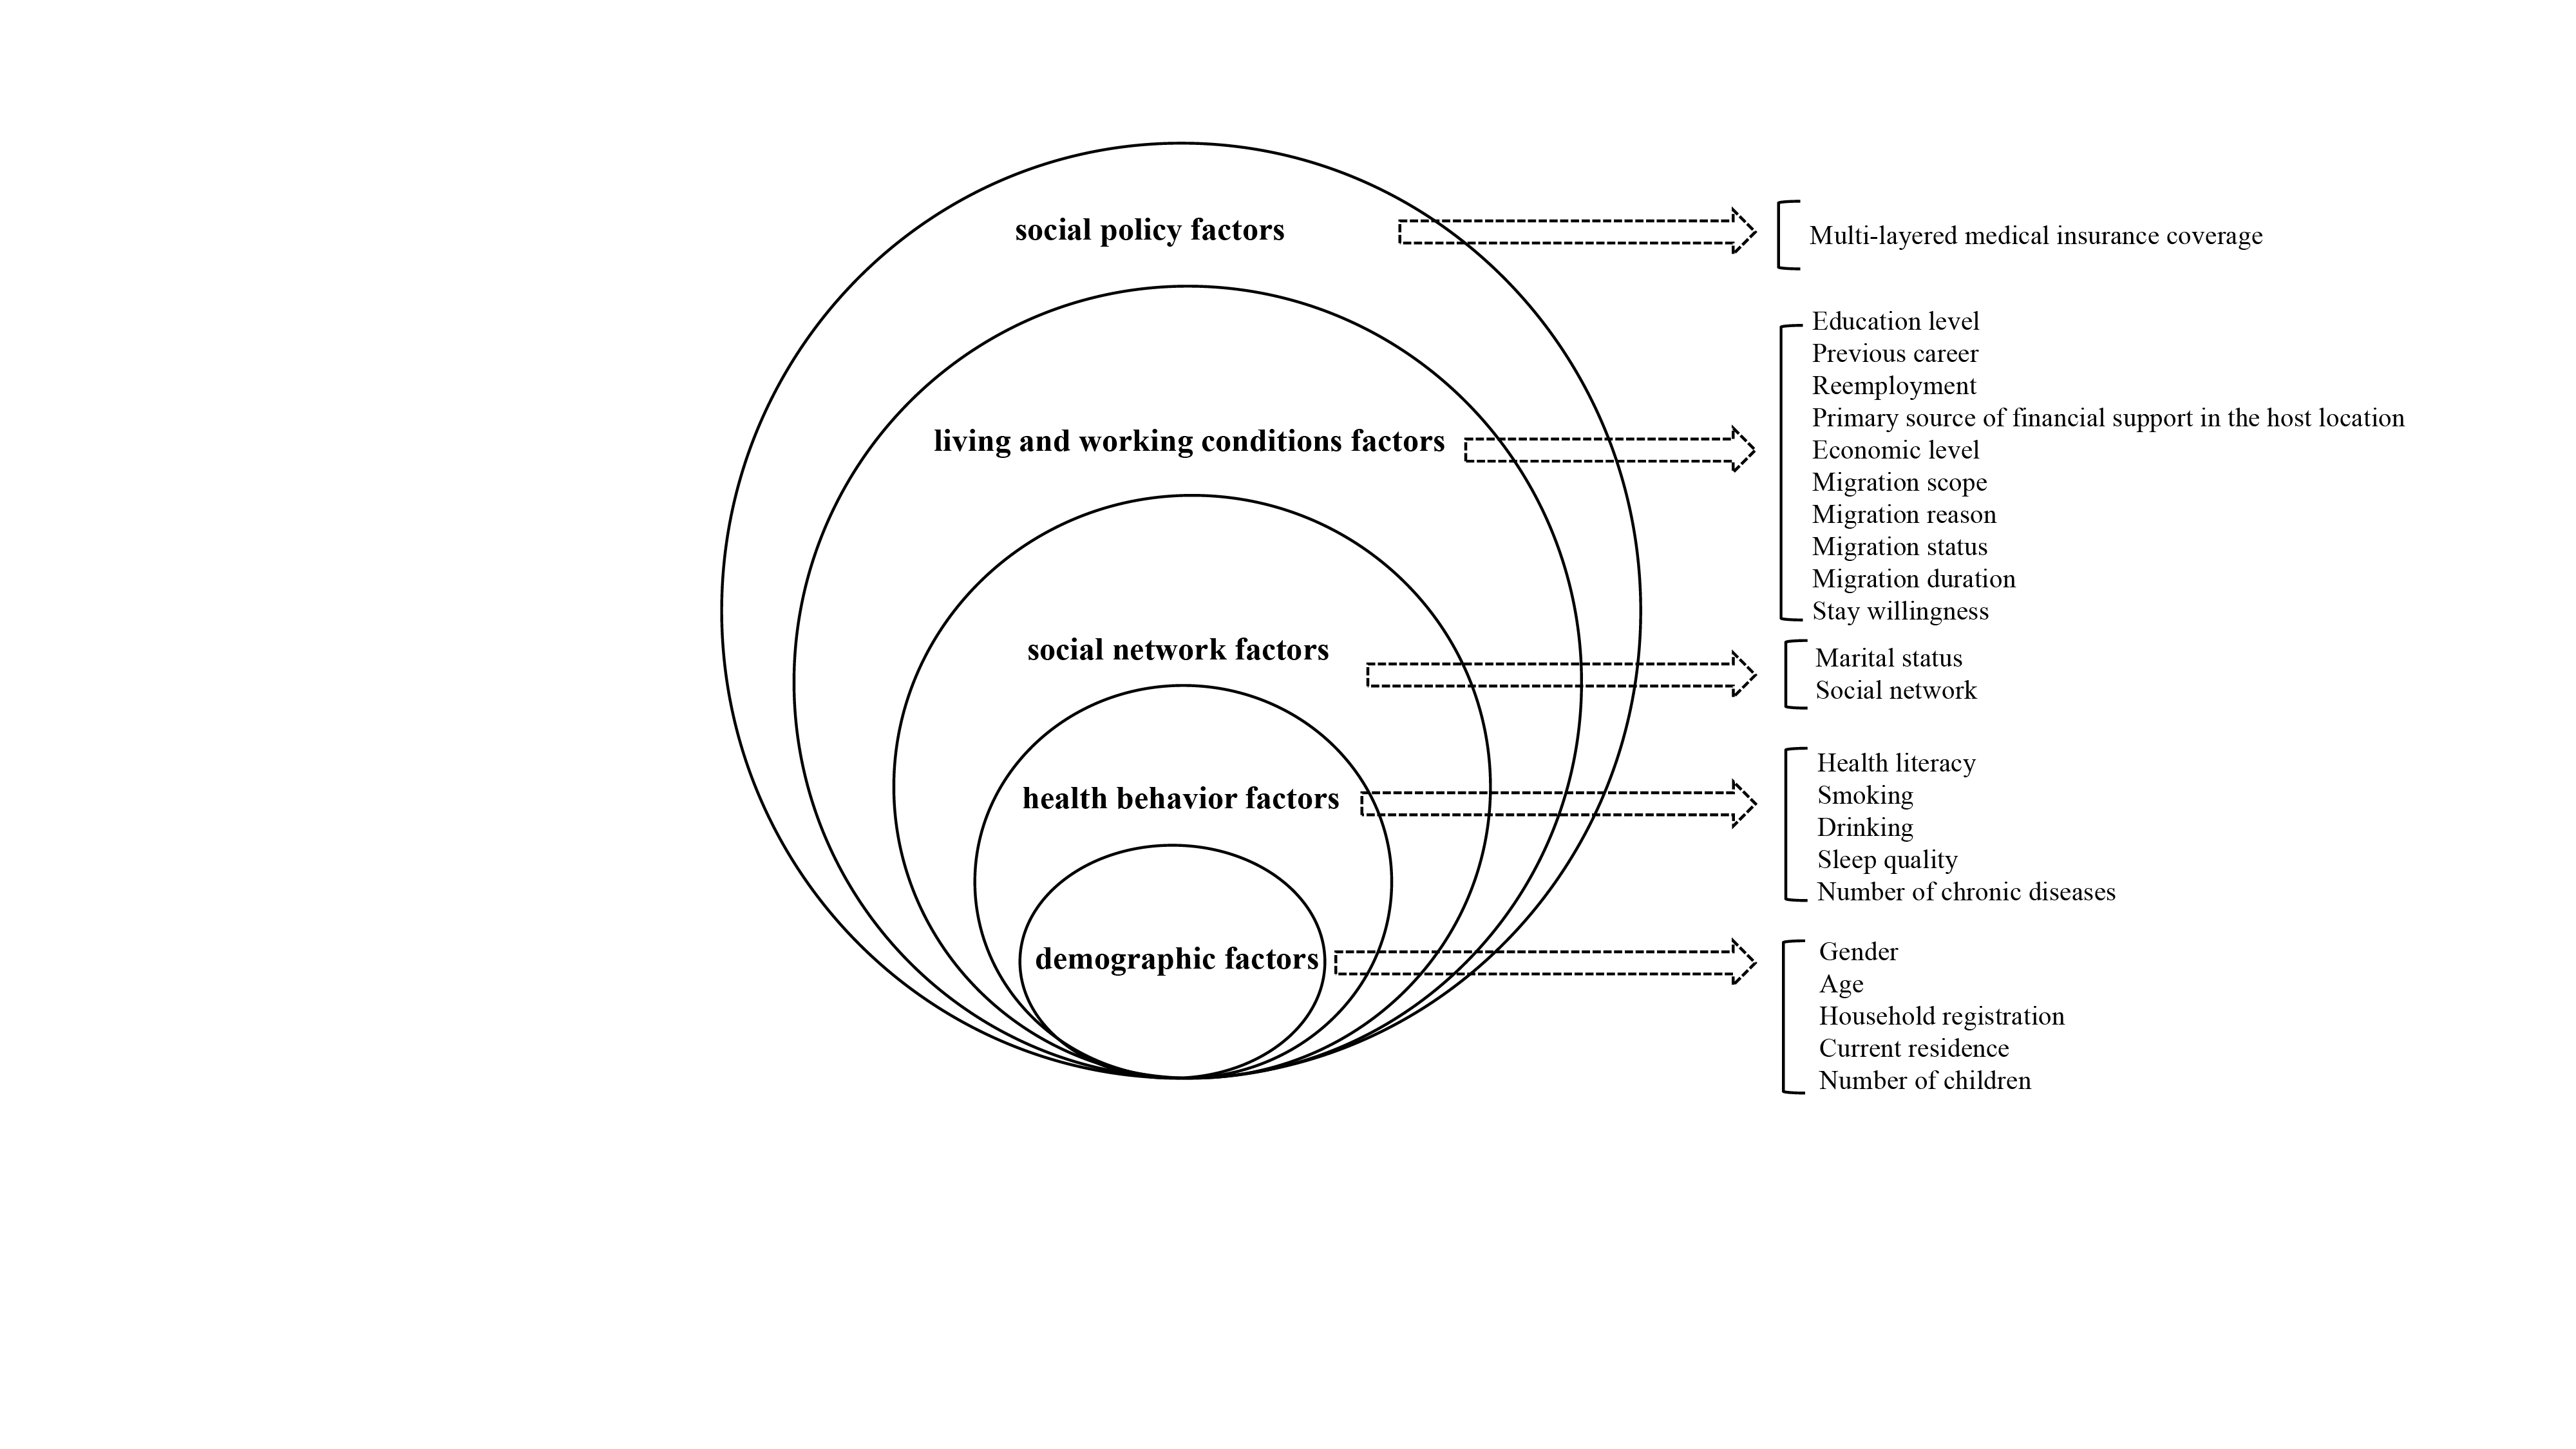 social policy factors
Multi-layered medical insurance coverage
living and working conditions factors
Education level
Previous career
Reemployment
Primary source of financial support in the host location
Economic level
Migration scope
Migration reason
Migration status
Migration duration
Stay willingness
social network factors
Marital status
Social network
health behavior factors
Health literacy
Smoking
Drinking
Sleep quality
Number of chronic diseases
demographic factors
Gender
Age
Household registration
Current residence
Number of children